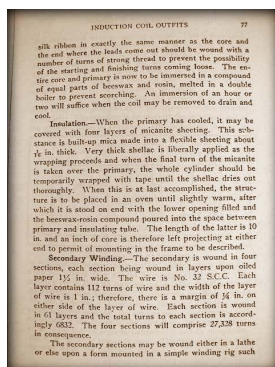 INDUCTION COIL OUTFITS 77
silk ribbon in exactly the same manner as the core and
the end where the leads come out should be wound with a
number of turns of strong thread to prevent the possibility
of the starting and finishing turns coming loose. The en-
tire core and primary is now to be immersed in a compound
of equal parts of beeswax and rosin, melted in a double
boiler to prevent scorching. An immersion of an hour or
two will suffice when the coil may be removed to drain and
cool.
Insulation.—When the primary has cooled, it may be
covered with four layers of micanite sheeting. This sub-
stance is built-up mica made into a flexible sheeting about
1/16 in. thick. Very thick shellac is liberally applied as the
wrapping proceeds and when the final turn of the micanite
is taken over the primary, the whole cylinder should be
temporarily wrapped with tape until the shellac dries out
thoroughly. When this is at last accomplished, the struc-
ture is to be placed in an oven until slightly warm, after
which it is stood on end with the lower opening filled and
the beeswax-rosin compound poured into the space between
primary and insulating tube. The length of the latter is 10
in. and an inch of core is therefore left projecting at either
end to permit of mounting in the frame to be described.
Secondary Winding.—The secondary is wound in four
sections, each section being wound in layers upon oiled
paper 1½ in. wide. The wire is No. 32 S.C.C. Each
layer contains 112 turns of wire and the width of the layer
of wire is 1 in.; therefore, there is a margin of ¼ in. on
either side of the layer of wire. Each section is wound
in 61 layers and the total turns to each section is accord-
ingly 6832. The four sections will comprise 27,328 turns
in consequence.
The secondary sections may be wound either in a lathe
or else upon a form mounted in a simple winding rig such